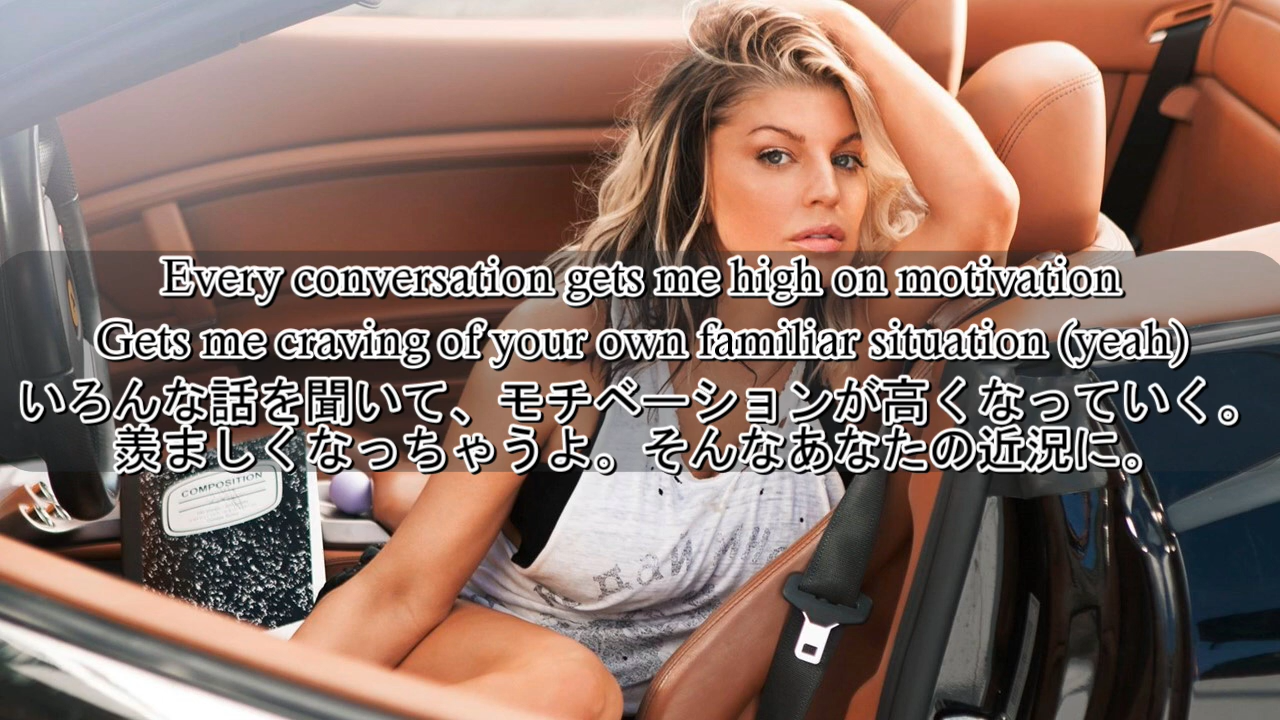 Every conversation gets me high on motivation
Gets me craving of your own familiar situation (yeah)
いろんな話を聞いて、モチベーションが高くなっていく。
羨ましくなっちゃうよ。そんなあなたの近況に。
COMPOSITION